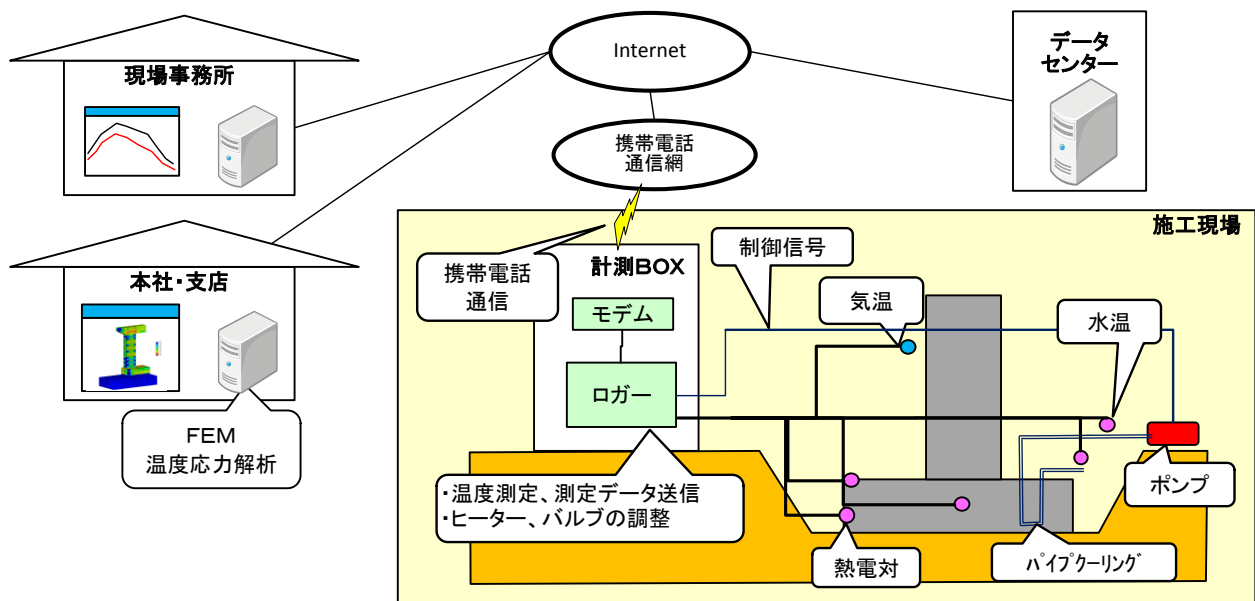 現場事務所
Internet
データ
センター
携帯電話
通信網
本社・支店
FEM
温度応力解析
施工現場
携帯電話
通信
計測BOX
モデム
ロガー
制御信号
気温
水温
・温度測定、測定データ送信
・ヒーター、バルブの調整
熱電対
ﾊﾟｲﾌﾟｸｰﾘﾝｸﾞ
ポンプ